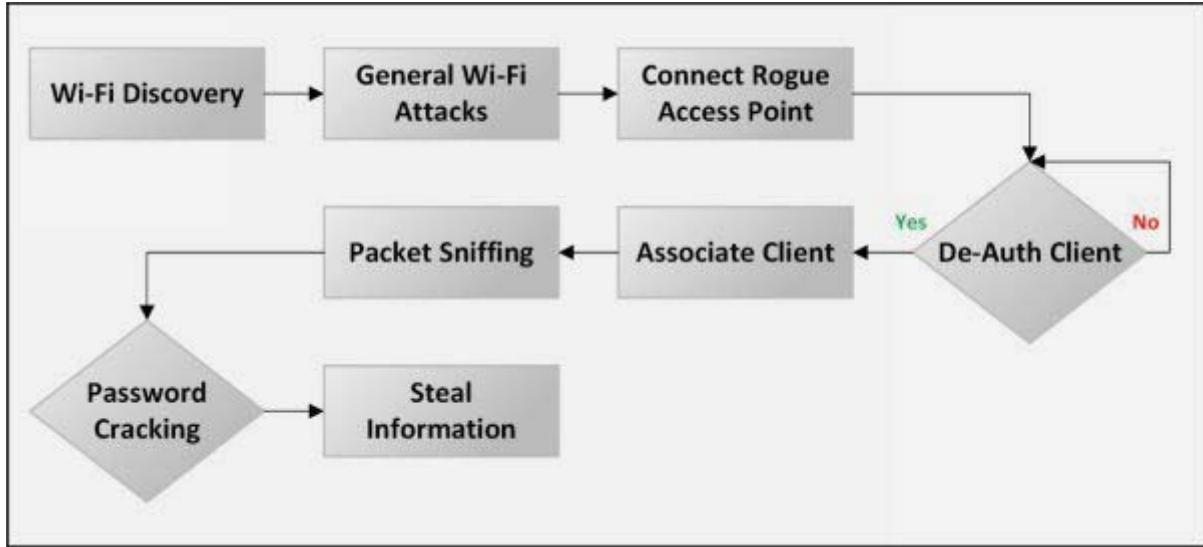 Wi-Fi Discovery
General Wi-Fi
Attacks
Connect Rogue
Access Point
Yes
No
De-Auth Client
Associate Client
Packet Sniffing
Password
Cracking
Steal
Information